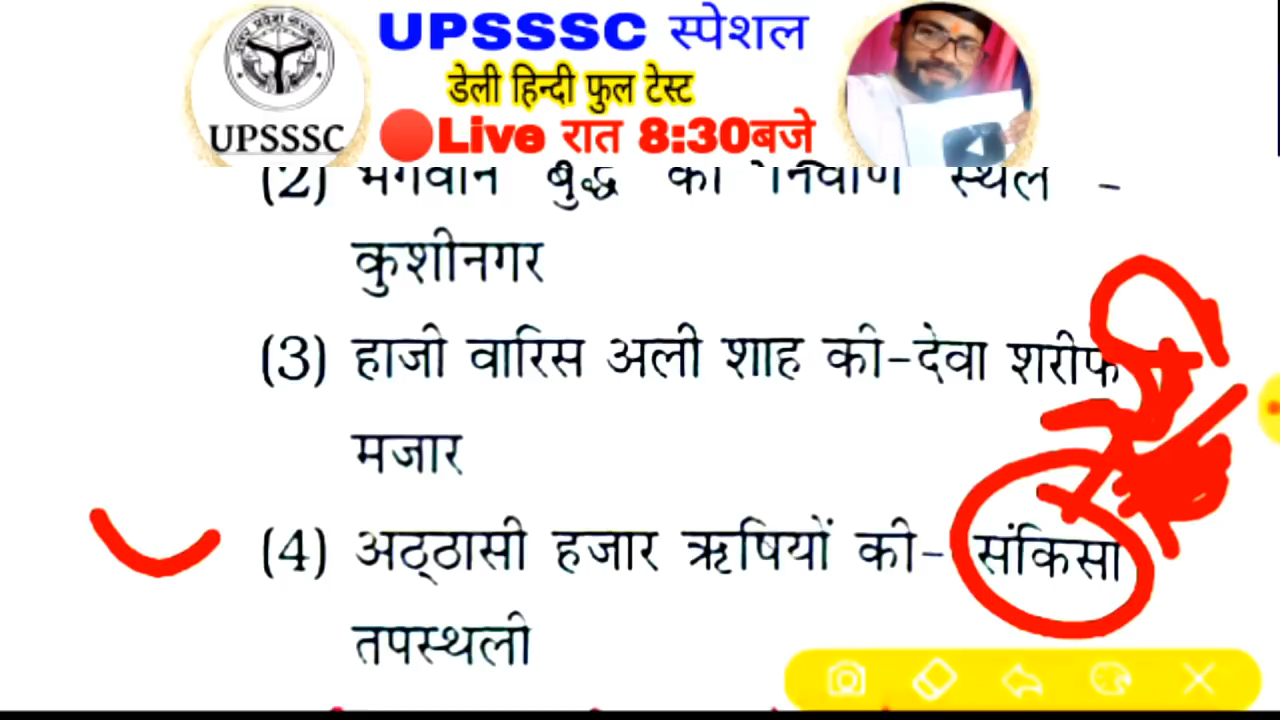 UPSSSC स्पेशल
डेली हिन्दी फुल टेस्ट
Live रात 8:30बजे
UPSSSC
(2) भगवान बुद्ध का निर्वाण स्थल -
कुशीनगर
(3) हाजी वारिस अली शाह की-देवा शरीफ
मजार
(4) अठ्ठासी हजार ऋषियों की- संकिसा
तपस्थली